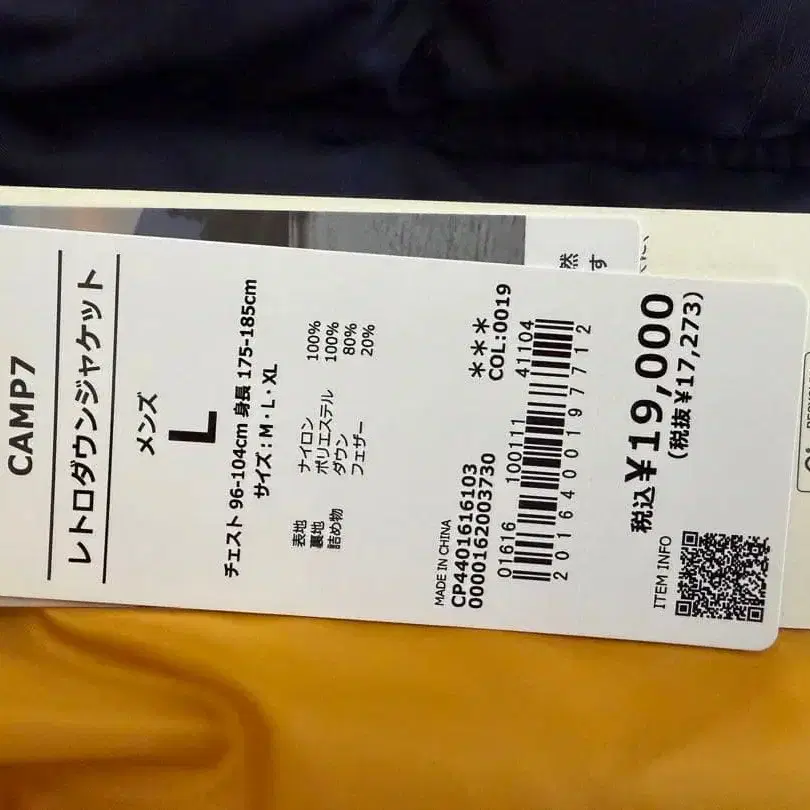 CAMP7
レトロダウンジャケット
メンズ
L
チェスト 96-104cm 身長 175-185cm
サイズ：M・L・XL
表地 ナイロン 100%
裏地 ポリエステル 100%
詰め物 ダウン 80%
フェザー 20%
MADE IN CHINA
CP4401616103 ＊＊＊
0000162003730 COL:0019
01616 100111 41104
2016400197712
税込¥19,000
(税抜¥17,273)
ITEM INFO
然
す